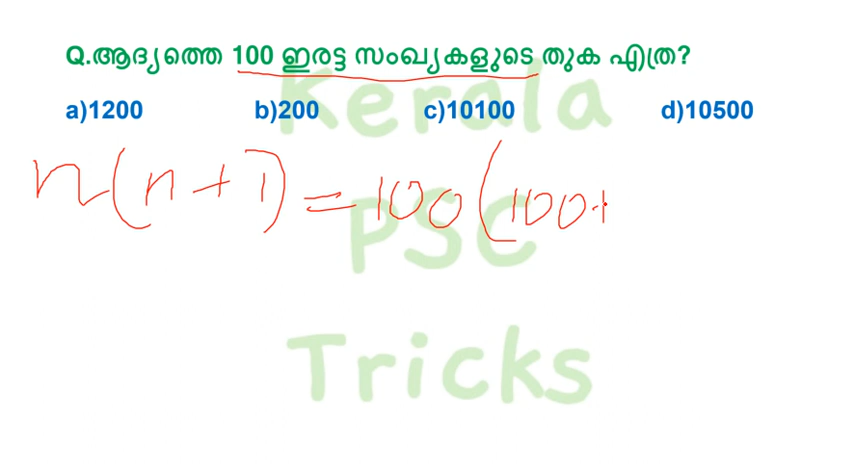 Q.ആദ്യത്തെ 100 ഇരട്ട സംഖ്യകളുടെ തുക എത്ര?
a)1200 b)200 c)10100 d)10500
n(n+1) = 100(100+
Kerala
PSC
Tricks